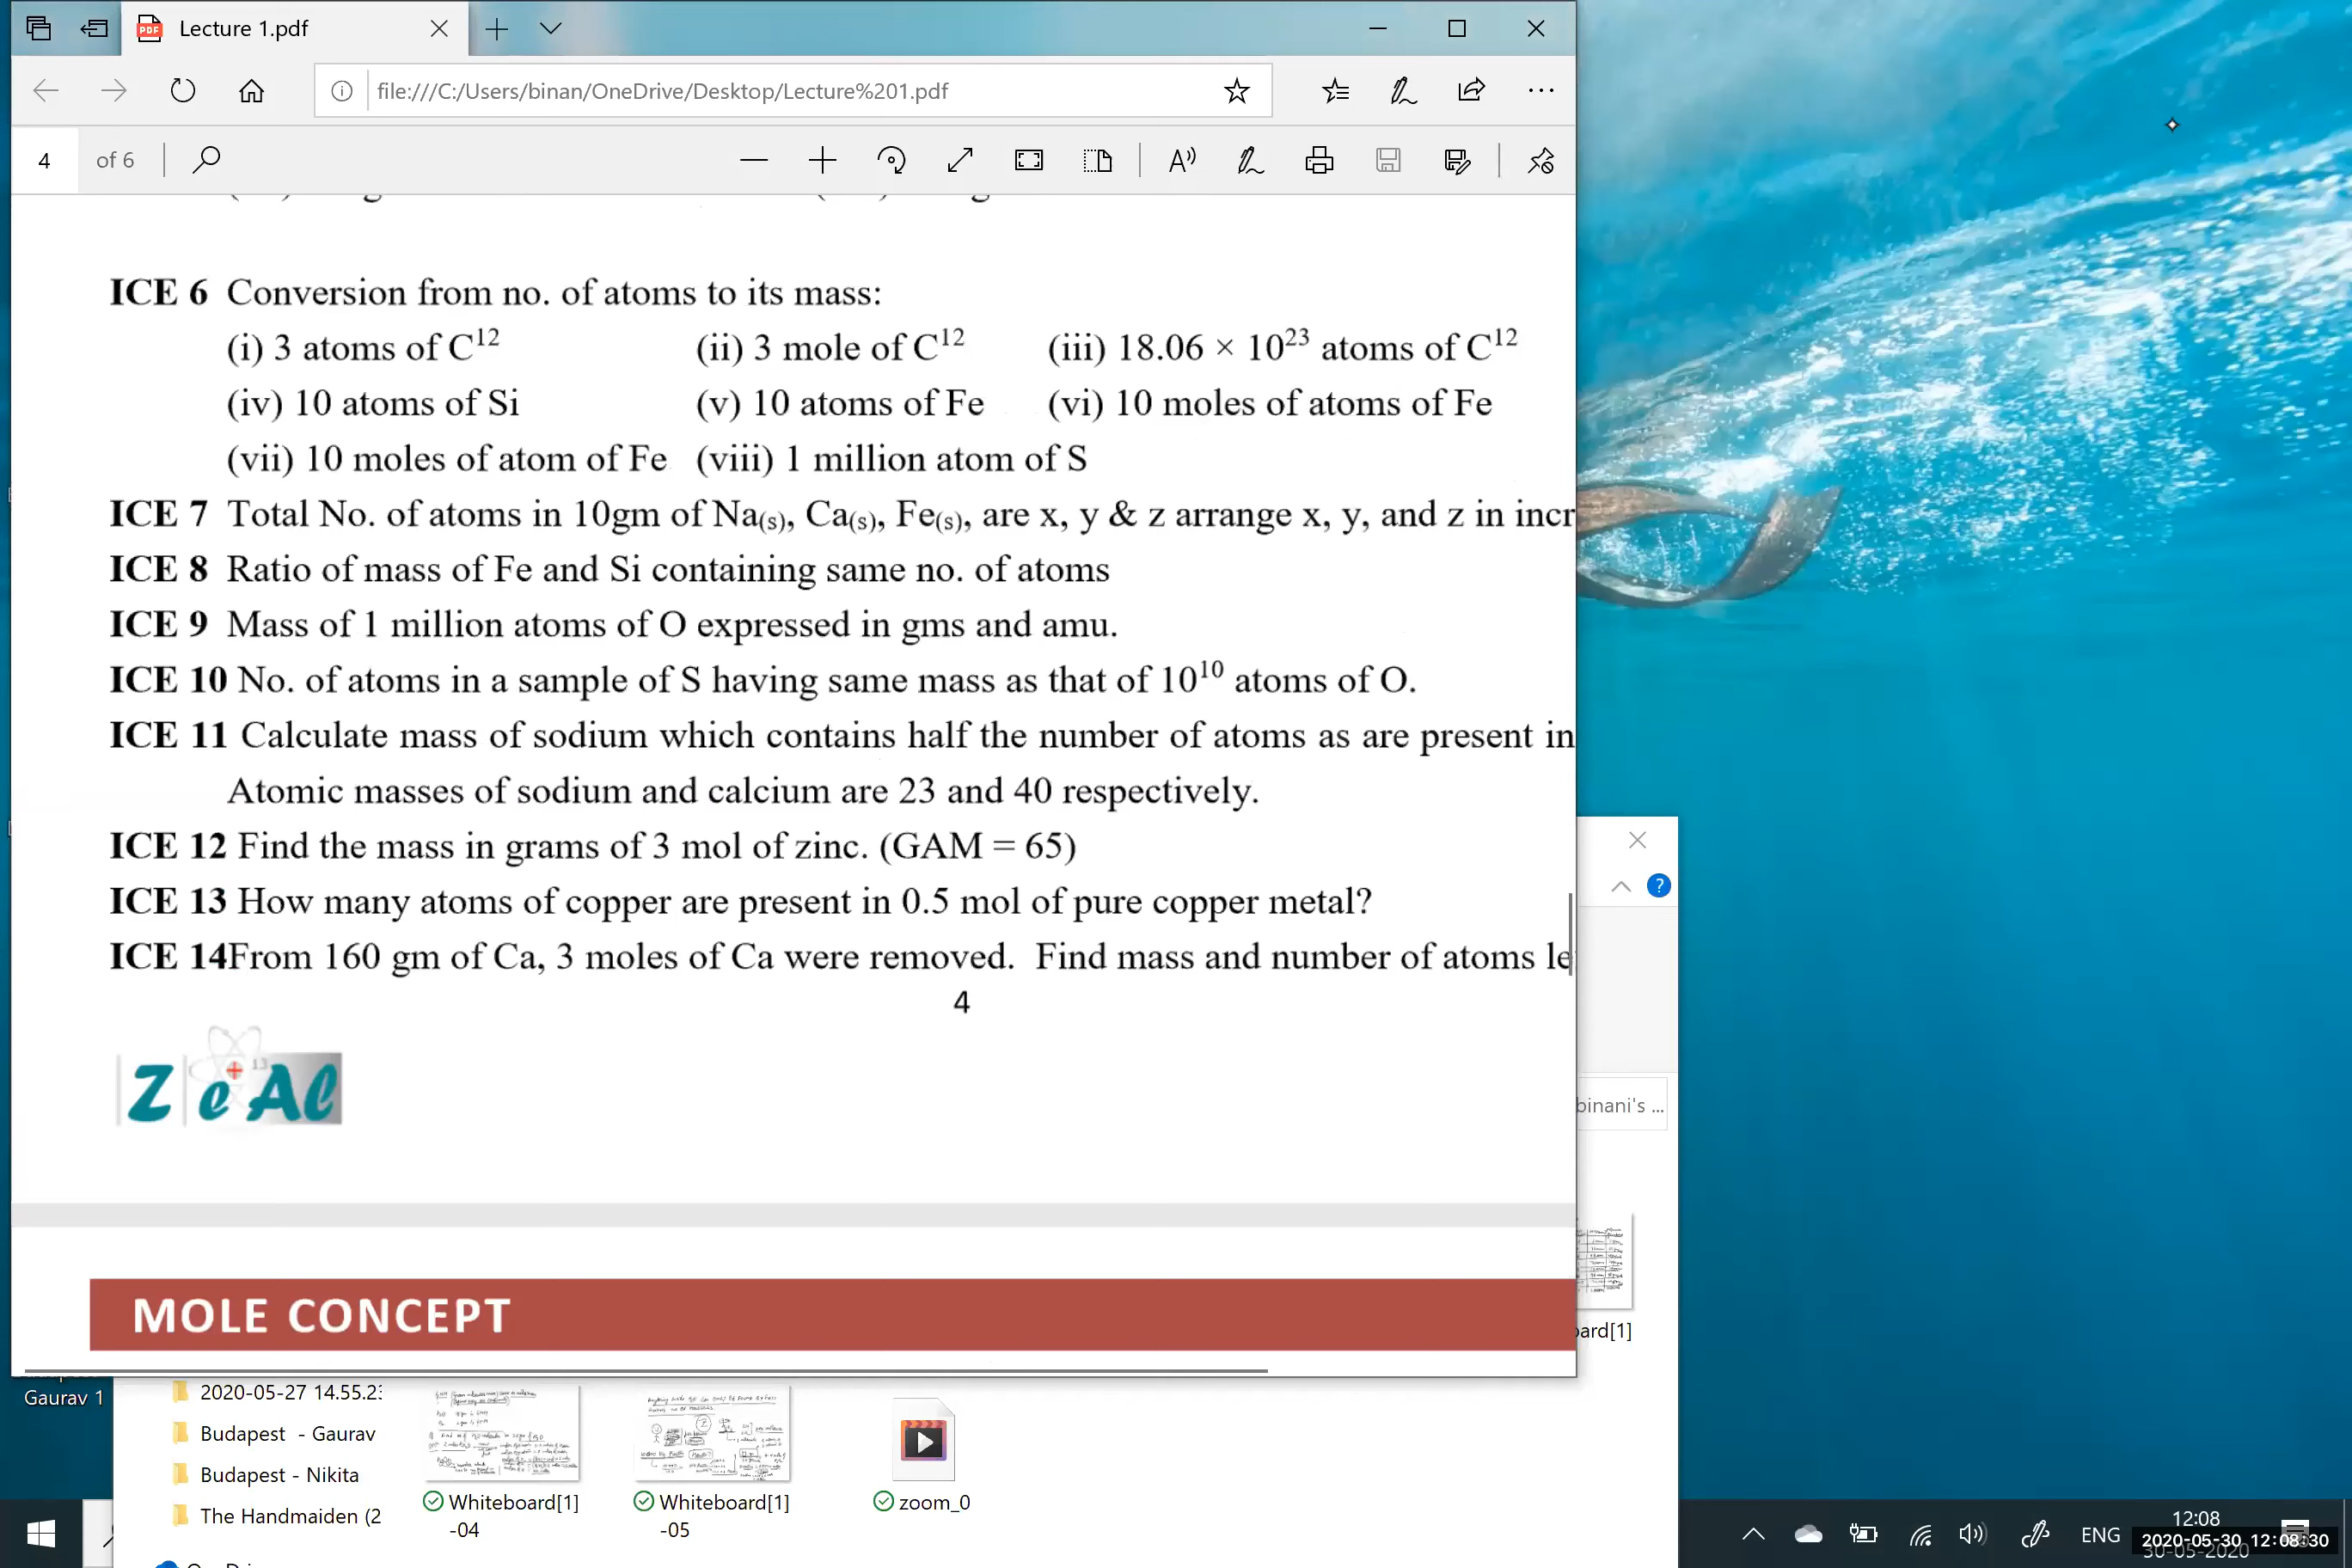 Lecture 1.pdf
file:///C:/Users/binan/OneDrive/Desktop/Lecture%201.pdf
4 of 6
ICE 6 Conversion from no. of atoms to its mass:
(i) 3 atoms of C¹² (ii) 3 mole of C¹² (iii) 18.06 × 10²³ atoms of C¹²
(iv) 10 atoms of Si (v) 10 atoms of Fe (vi) 10 moles of atoms of Fe
(vii) 10 moles of atom of Fe (viii) 1 million atom of S
ICE 7 Total No. of atoms in 10gm of Na(s), Ca(s), Fe(s), are x, y & z arrange x, y, and z in incr
ICE 8 Ratio of mass of Fe and Si containing same no. of atoms
ICE 9 Mass of 1 million atoms of O expressed in gms and amu.
ICE 10 No. of atoms in a sample of S having same mass as that of 10¹⁰ atoms of O.
ICE 11 Calculate mass of sodium which contains half the number of atoms as are present in
Atomic masses of sodium and calcium are 23 and 40 respectively.
ICE 12 Find the mass in grams of 3 mol of zinc. (GAM = 65)
ICE 13 How many atoms of copper are present in 0.5 mol of pure copper metal?
ICE 14From 160 gm of Ca, 3 moles of Ca were removed. Find mass and number of atoms le
4
ZeAl
13
binani's ...
MOLE CONCEPT
ard[1]
Gaurav 1
2020-05-27 14.55.23
Budapest - Gaurav
Budapest - Nikita
The Handmaiden (2
Whiteboard[1]
-04
Whiteboard[1]
-05
zoom_0
ENG
12:08
30-05-2020
2020-05-30 12:08:30